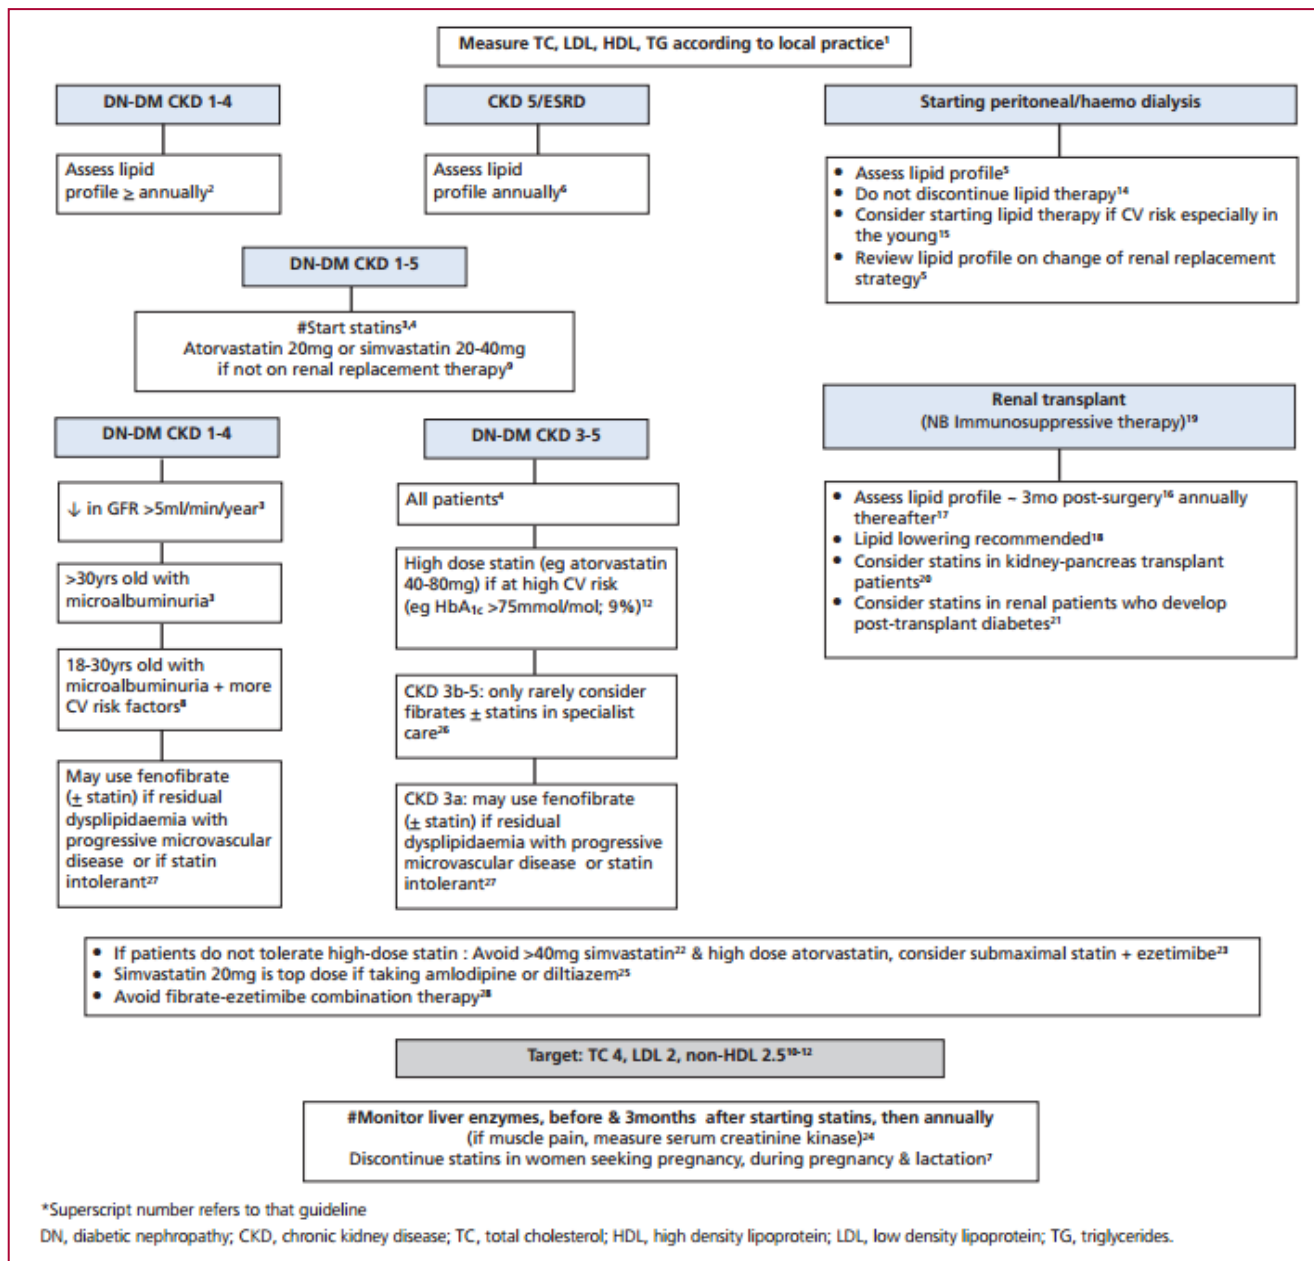 Measure TC, LDL, HDL, TG according to local practice¹
DN-DM CKD 1-4
Assess lipid
profile ≥ annually²
CKD 5/ESRD
Assess lipid
profile annually⁶
Starting peritoneal/haemo dialysis
• Assess lipid profile⁵
• Do not discontinue lipid therapy¹⁴
• Consider starting lipid therapy if CV risk especially in
the young¹⁵
• Review lipid profile on change of renal replacement
strategy⁵
DN-DM CKD 1-5
#Start statins³,⁴
Atorvastatin 20mg or simvastatin 20-40mg
if not on renal replacement therapy⁹
DN-DM CKD 1-4
↓ in GFR >5ml/min/year³
>30yrs old with
microalbuminuria³
18-30yrs old with
microalbuminuria + more
CV risk factors⁸
May use fenofibrate
(± statin) if residual
dysplipidaemia with
progressive microvascular
disease or if statin
intolerant²⁷
DN-DM CKD 3-5
All patients⁴
High dose statin (eg atorvastatin
40-80mg) if at high CV risk
(eg HbA₁c >75mmol/mol; 9%)¹²
CKD 3b-5: only rarely consider
fibrates ± statins in specialist
care²⁶
CKD 3a: may use fenofibrate
(± statin) if residual
dysplipidaemia with progressive
microvascular disease or statin
intolerant²⁷
Renal transplant
(NB Immunosuppressive therapy)¹⁹
• Assess lipid profile ~ 3mo post-surgery¹⁶ annually
thereafter¹⁷
• Lipid lowering recommended¹⁸
• Consider statins in kidney-pancreas transplant
patients²⁰
• Consider statins in renal patients who develop
post-transplant diabetes²¹
• If patients do not tolerate high-dose statin : Avoid >40mg simvastatin²² & high dose atorvastatin, consider submaximal statin + ezetimibe²³
• Simvastatin 20mg is top dose if taking amlodipine or diltiazem²⁵
• Avoid fibrate-ezetimibe combination therapy²⁸
Target: TC 4, LDL 2, non-HDL 2.5¹⁰⁻¹²
#Monitor liver enzymes, before & 3months after starting statins, then annually
(if muscle pain, measure serum creatinine kinase)²⁴
Discontinue statins in women seeking pregnancy, during pregnancy & lactation⁷
*Superscript number refers to that guideline
DN, diabetic nephropathy; CKD, chronic kidney disease; TC, total cholesterol; HDL, high density lipoprotein; LDL, low density lipoprotein; TG, triglycerides.